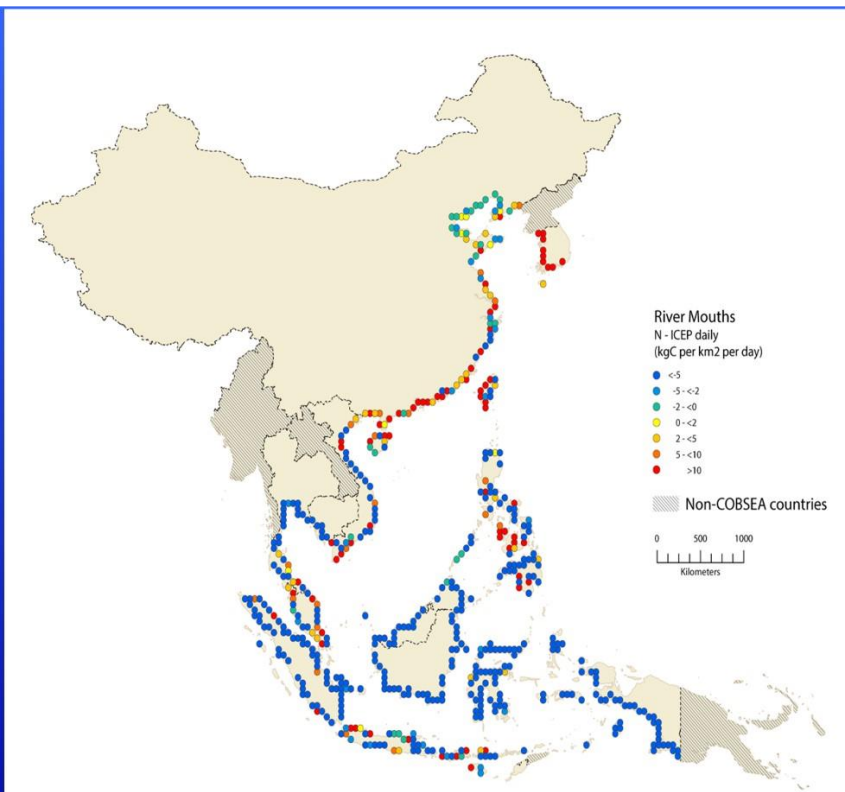 River Mouths
N - ICEP daily
(kgC per km2 per day)
<-5
-5 - <-2
-2 - <0
0 - <2
2 - <5
5 - <10
>10
Non-COBSEA countries
0 500 1000
Kilometers